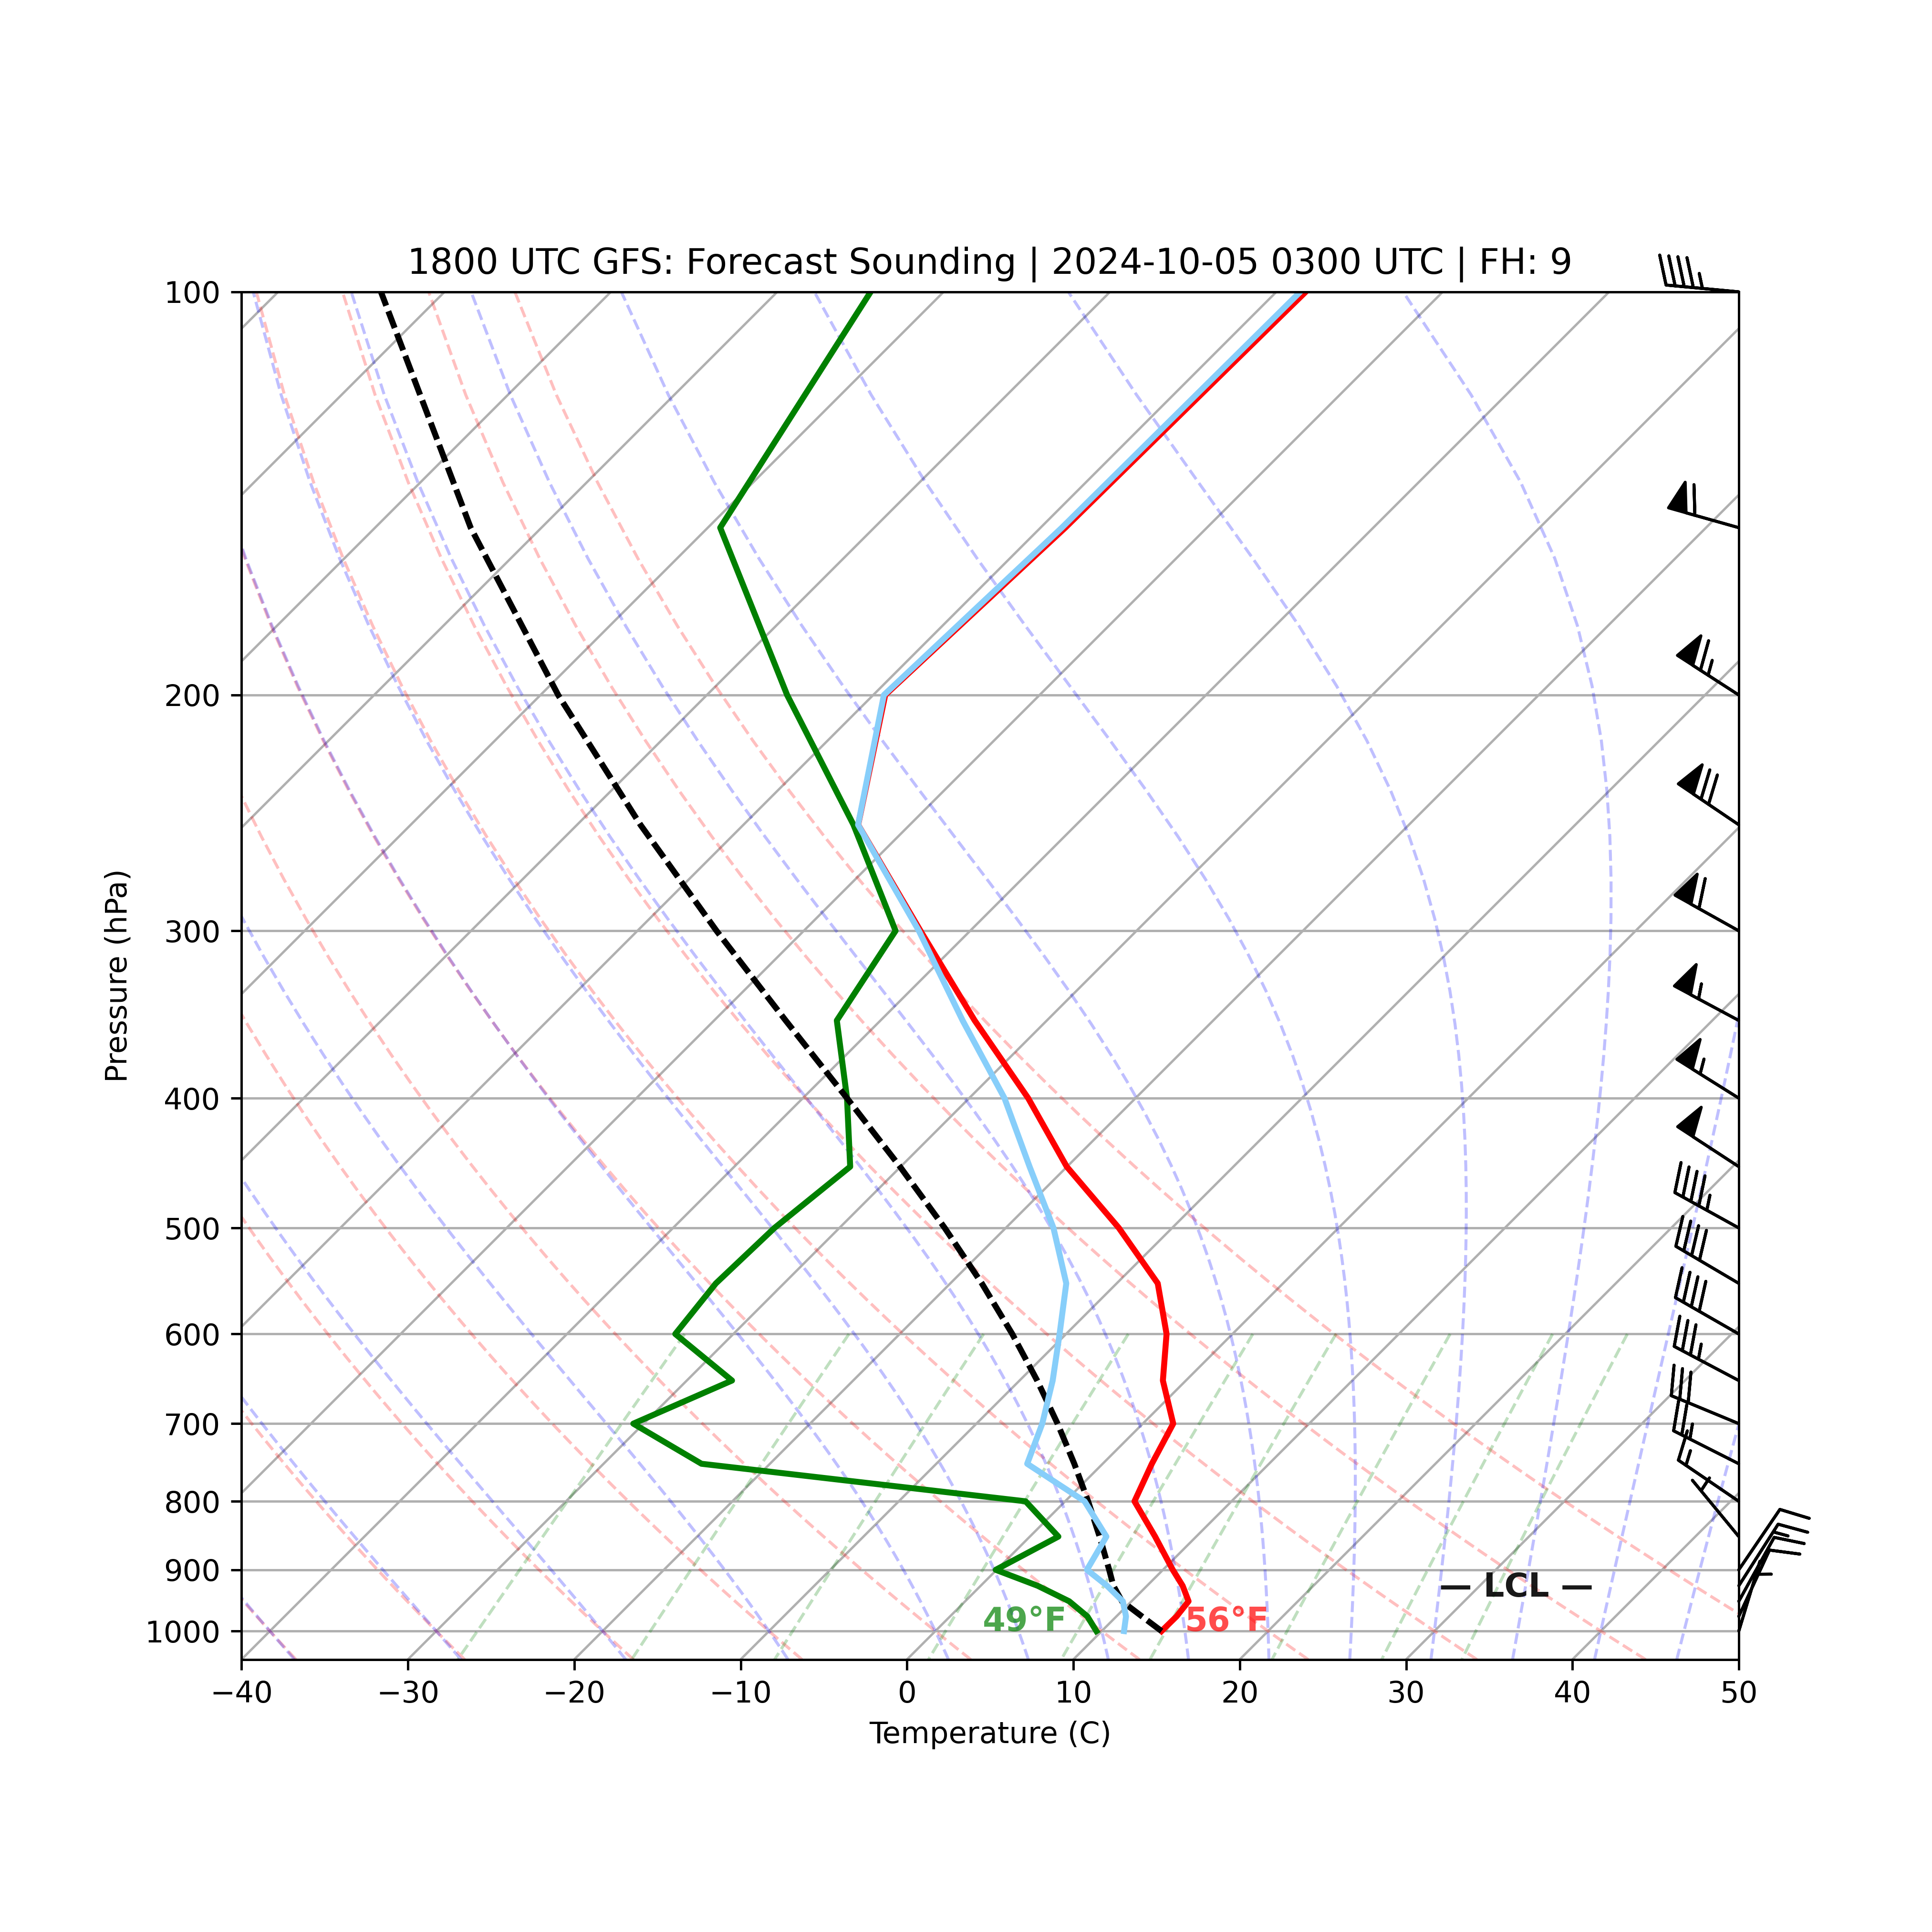 1800 UTC GFS: Forecast Sounding | 2024-10-05 0300 UTC | FH: 9
100
200
300
400
500
600
700
800
900
1000
Pressure (hPa)
— LCL —
49°F
56°F
−40 −30 −20 −10 0 10 20 30 40 50
Temperature (C)